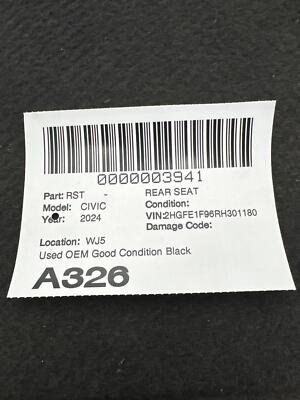 0000003941
Part: RST - REAR SEAT
Model: CIVIC Condition:
Year: 2024 VIN:2HGFE1F96RH301180
Damage Code:
Location: WJ5
Used OEM Good Condition Black
A326